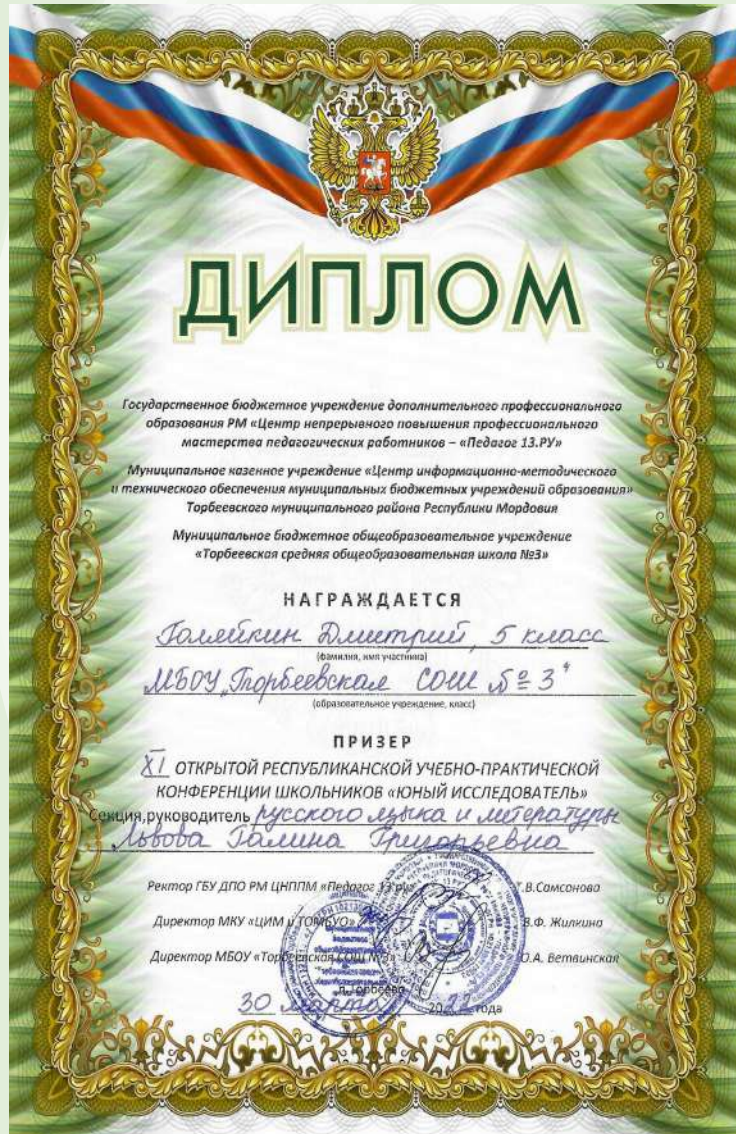 ДИПЛОМ
Государственное бюджетное учреждение дополнительного профессионального
образования РМ «Центр непрерывного повышения профессионального
мастерства педагогических работников – «Педагог 13.РУ»
Муниципальное казенное учреждение «Центр информационно-методического
и технического обеспечения муниципальных бюджетных учреждений образования»
Торбеевского муниципального района Республики Мордовия
Муниципальное бюджетное общеобразовательное учреждение
«Торбеевская средняя общеобразовательная школа №3»
НАГРАЖДАЕТСЯ
Голяйкин Дмитрий, 5 класс
(фамилия, имя участника)
МБОУ „Торбеевская СОШ №3"
(образовательное учреждение, класс)
ПРИЗЕР
XI ОТКРЫТОЙ РЕСПУБЛИКАНСКОЙ УЧЕБНО-ПРАКТИЧЕСКОЙ
КОНФЕРЕНЦИИ ШКОЛЬНИКОВ «ЮНЫЙ ИССЛЕДОВАТЕЛЬ»
Секция,руководитель русского языка и литературы
Львова Галина Григорьевна
Ректор ГБУ ДПО РМ ЦНППМ «Педагог 13.ру» Т.В.Самсонова
Директор МКУ «ЦИМ и ТОМБУО» В.Ф. Жилкина
Директор МБОУ «Торбеевская СОШ №3» О.А. Ветвинская
п.Торбеево
30 марта 2022 года